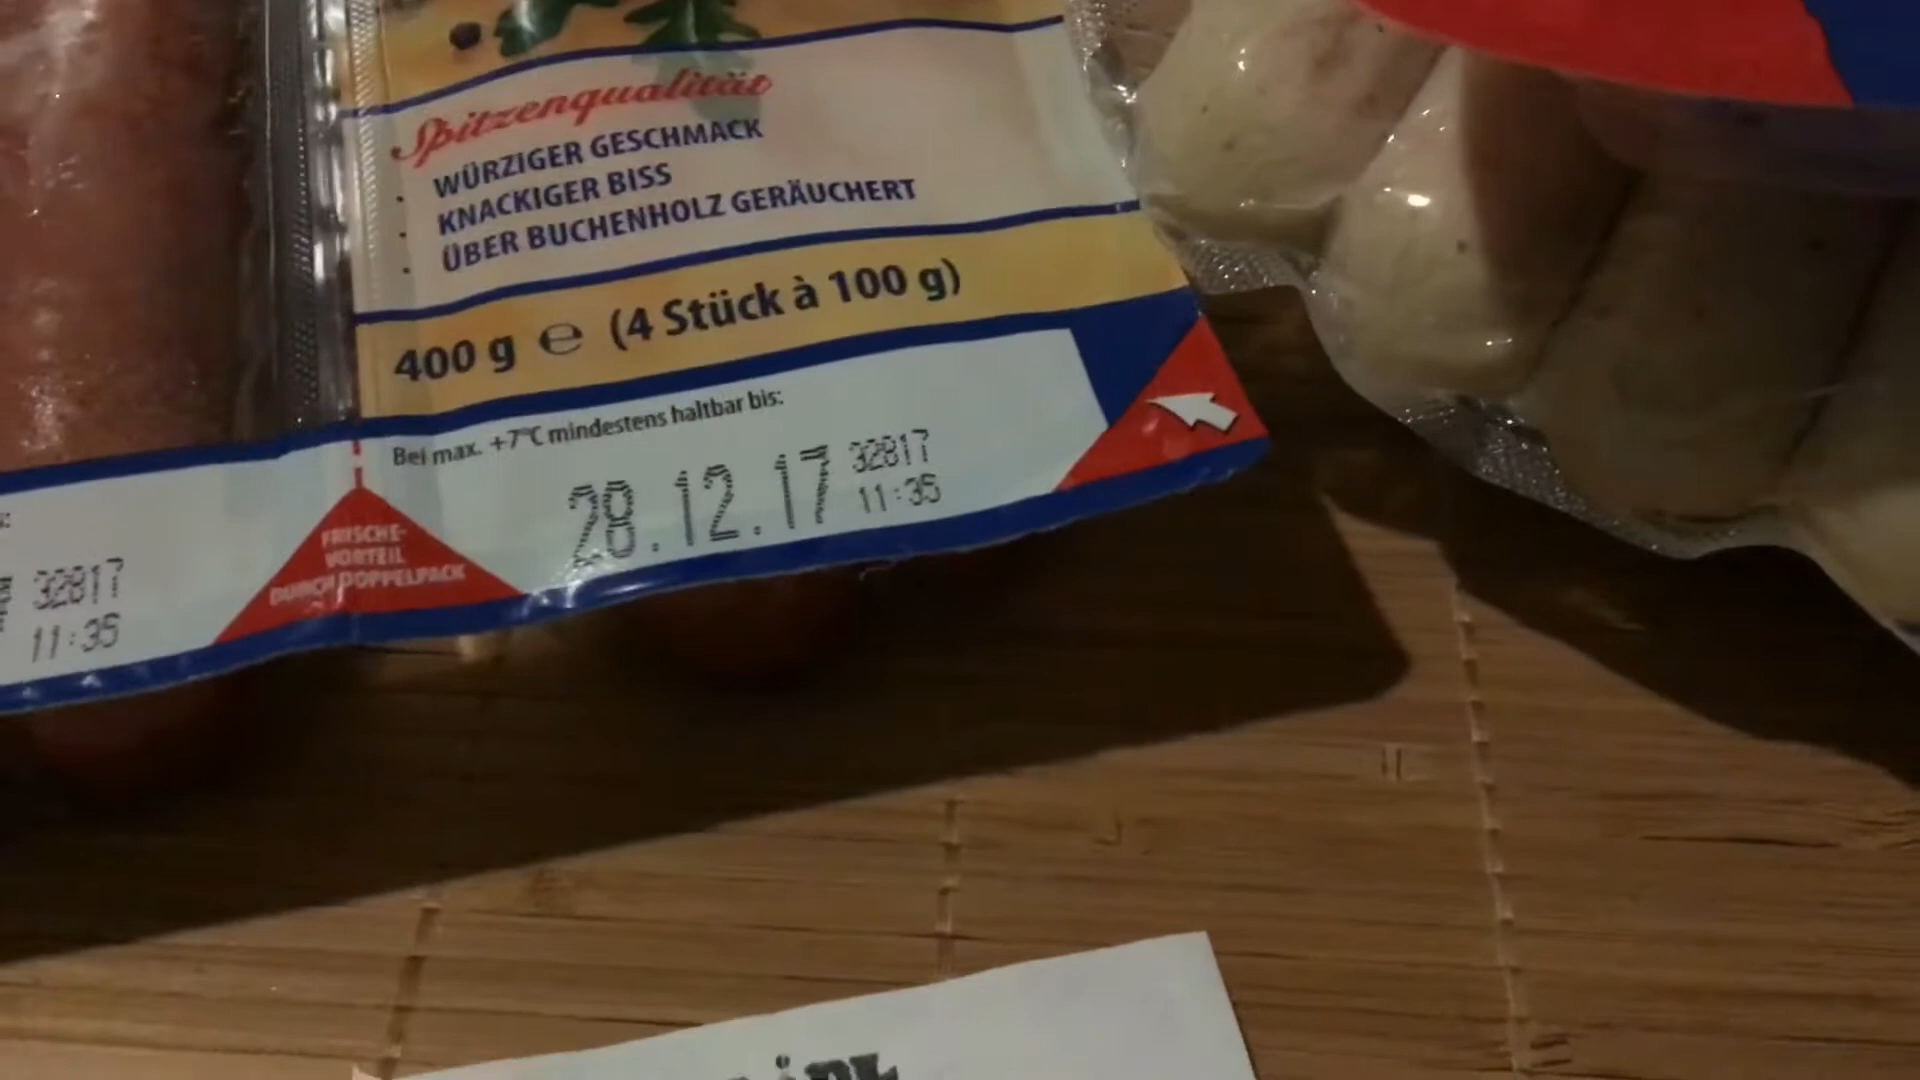 Spitzenqualität
WÜRZIGER GESCHMACK
KNACKIGER BISS
ÜBER BUCHENHOLZ GERÄUCHERT
400 g ℮ (4 Stück à 100 g)
Bei max. +7°C mindestens haltbar bis:
28.12.17
32817
11:35
FRISCHE-
VORTEIL
DURCH DOPPELPACK
32817
11:35